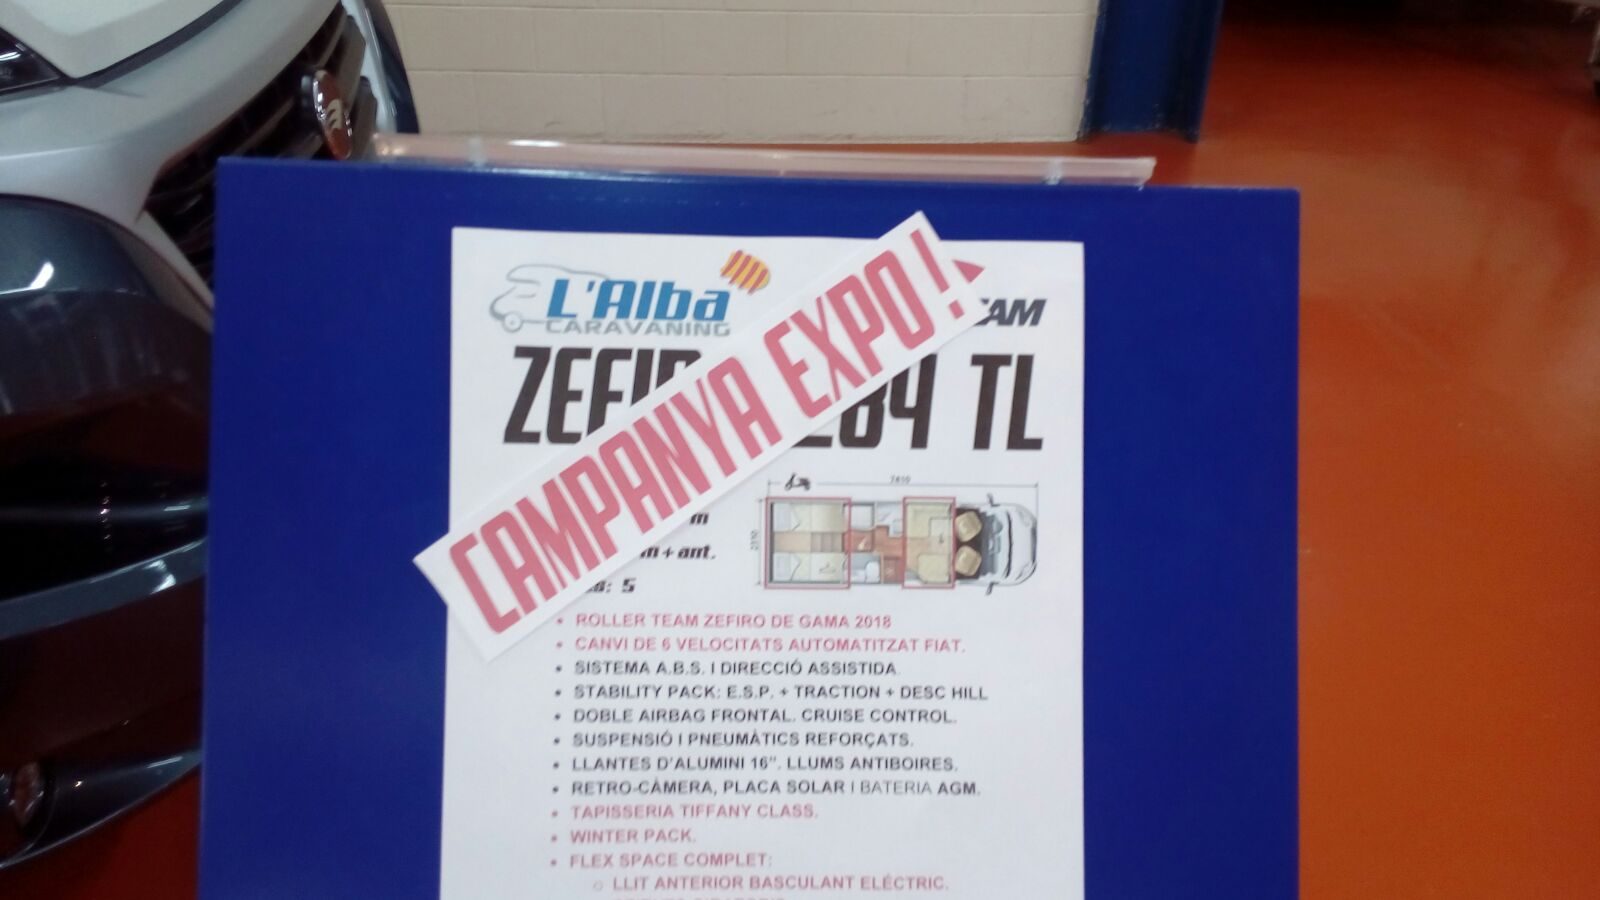 L'Alba
CARAVANING
CAMPANYA EXPO!
284 TL
7410
m + ant.
5
• ROLLER TEAM ZEFIRO DE GAMA 2018
• CANVI DE 6 VELOCITATS AUTOMATITZAT FIAT.
• SISTEMA A.B.S. I DIRECCIÓ ASSISTIDA.
• STABILITY PACK: E.S.P. + TRACTION + DESC HILL
• DOBLE AIRBAG FRONTAL. CRUISE CONTROL.
• SUSPENSIÓ I PNEUMÀTICS REFORÇATS.
• LLANTES D'ALUMINI 16". LLUMS ANTIBOIRES.
• RETRO-CÀMERA, PLACA SOLAR I BATERIA AGM.
• TAPISSERIA TIFFANY CLASS.
• WINTER PACK.
• FLEX SPACE COMPLET:
○ LLIT ANTERIOR BASCULANT ELÉCTRIC.